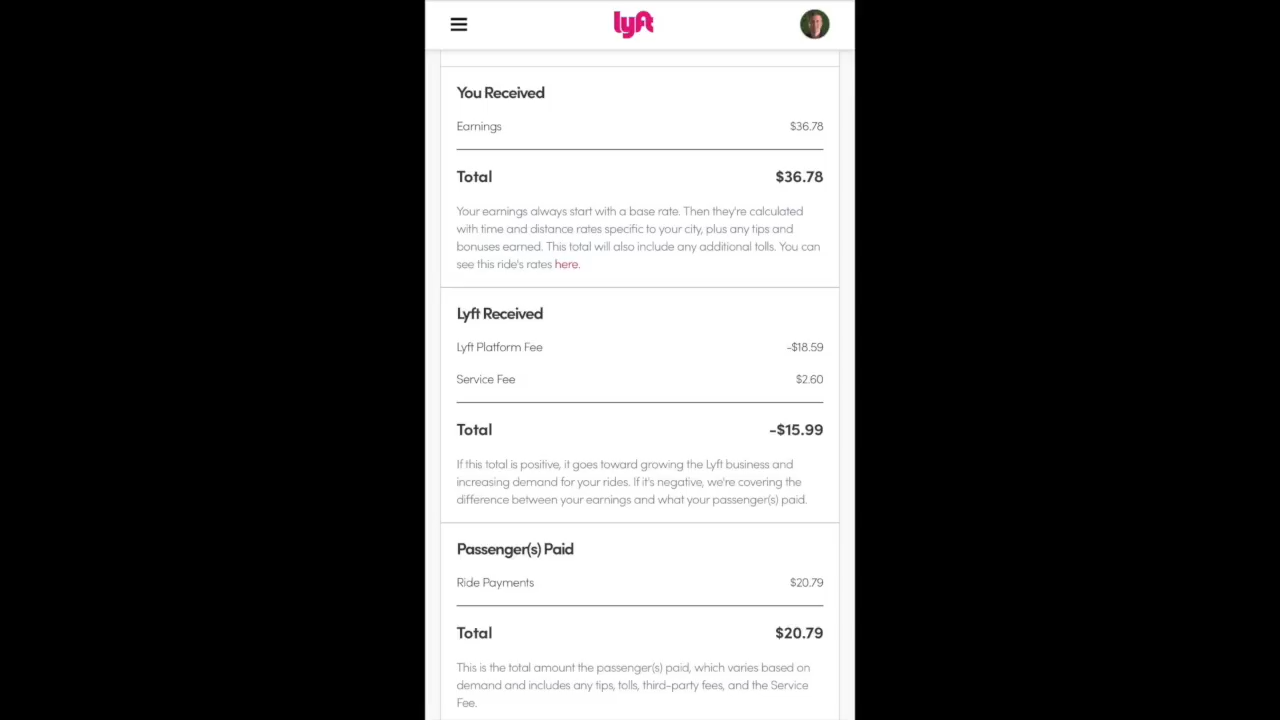 lyft
You Received
Earnings $36.78
Total $36.78
Your earnings always start with a base rate. Then they're calculated
with time and distance rates specific to your city, plus any tips and
bonuses earned. This total will also include any additional tolls. You can
see this ride's rates here.
Lyft Received
Lyft Platform Fee -$18.59
Service Fee $2.60
Total -$15.99
If this total is positive, it goes toward growing the Lyft business and
increasing demand for your rides. If it's negative, we're covering the
difference between your earnings and what your passenger(s) paid.
Passenger(s) Paid
Ride Payments $20.79
Total $20.79
This is the total amount the passenger(s) paid, which varies based on
demand and includes any tips, tolls, third-party fees, and the Service
Fee.